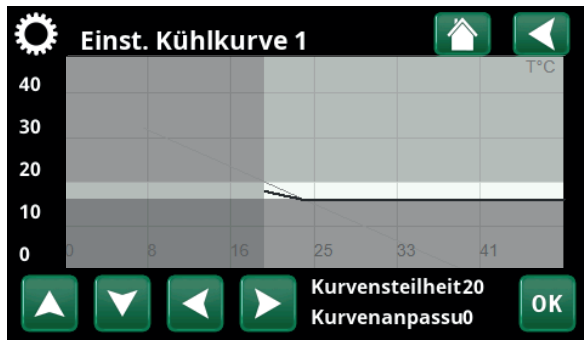 Einst. Kühlkurve 1
T°C
40
30
20
10
0
0 8 16 25 33 41
Kurvensteilheit20
Kurvenanpassu0
OK